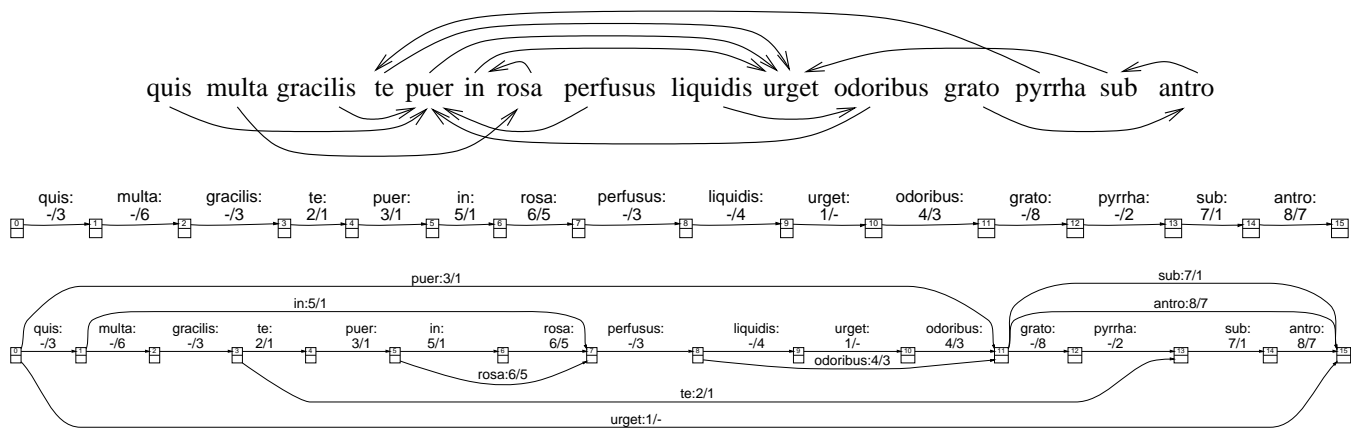 quis multa gracilis te puer in rosa perfusus liquidis urget odoribus grato pyrrha sub antro
quis: multa: gracilis: te: puer: in: rosa: perfusus: liquidis: urget: odoribus: grato: pyrrha: sub: antro:
-/3 -/6 -/3 2/1 3/1 5/1 6/5 -/3 -/4 1/- 4/3 -/8 -/2 7/1 8/7
0 1 2 3 4 5 6 7 8 9 10 11 12 13 14 15
puer:3/1 sub:7/1
in:5/1 antro:8/7
quis: multa: gracilis: te: puer: in: rosa: perfusus: liquidis: urget: odoribus: grato: pyrrha: sub: antro:
-/3 -/6 -/3 2/1 3/1 5/1 6/5 -/3 -/4 1/- 4/3 -/8 -/2 7/1 8/7
0 1 2 3 4 5 6 7 8 9 10 11 12 13 14 15
rosa:6/5 odoribus:4/3
te:2/1
urget:1/-